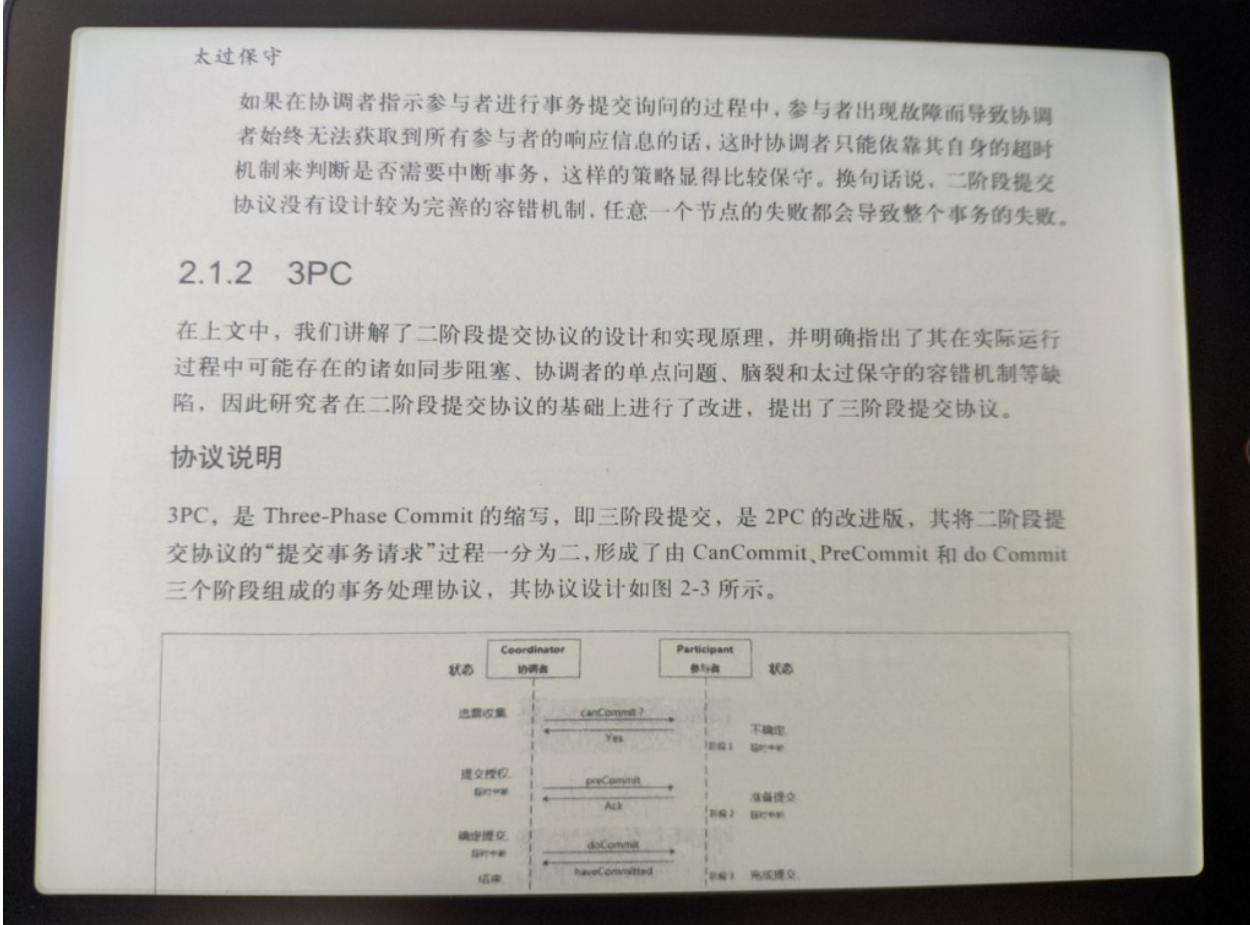 太过保守
如果在协调者指示参与者进行事务提交询问的过程中，参与者出现故障而导致协调
者始终无法获取到所有参与者的响应信息的话，这时协调者只能依靠其自身的超时
机制来判断是否需要中断事务，这样的策略显得比较保守。换句话说，二阶段提交
协议没有设计较为完善的容错机制，任意一个节点的失败都会导致整个事务的失败。
2.1.2 3PC
在上文中，我们讲解了二阶段提交协议的设计和实现原理，并明确指出了其在实际运行
过程中可能存在的诸如同步阻塞、协调者的单点问题、脑裂和太过保守的容错机制等缺
陷，因此研究者在二阶段提交协议的基础上进行了改进，提出了三阶段提交协议。
协议说明
3PC，是 Three-Phase Commit 的缩写，即三阶段提交，是 2PC 的改进版，其将二阶段提
交协议的“提交事务请求”过程一分为二，形成了由 CanCommit、PreCommit 和 do Commit
三个阶段组成的事务处理协议，其协议设计如图 2-3 所示。
Coordinator Participant
状态 协调者 参与者 状态
选票收集 canCommit ?
Yes 不确定
阶段 1 超时中断
提交授权 preCommit
超时中断 Ack 准备提交
阶段 2 超时中断
确定提交 doCommit
超时中断 haveCommitted
结束 阶段 3 完成提交